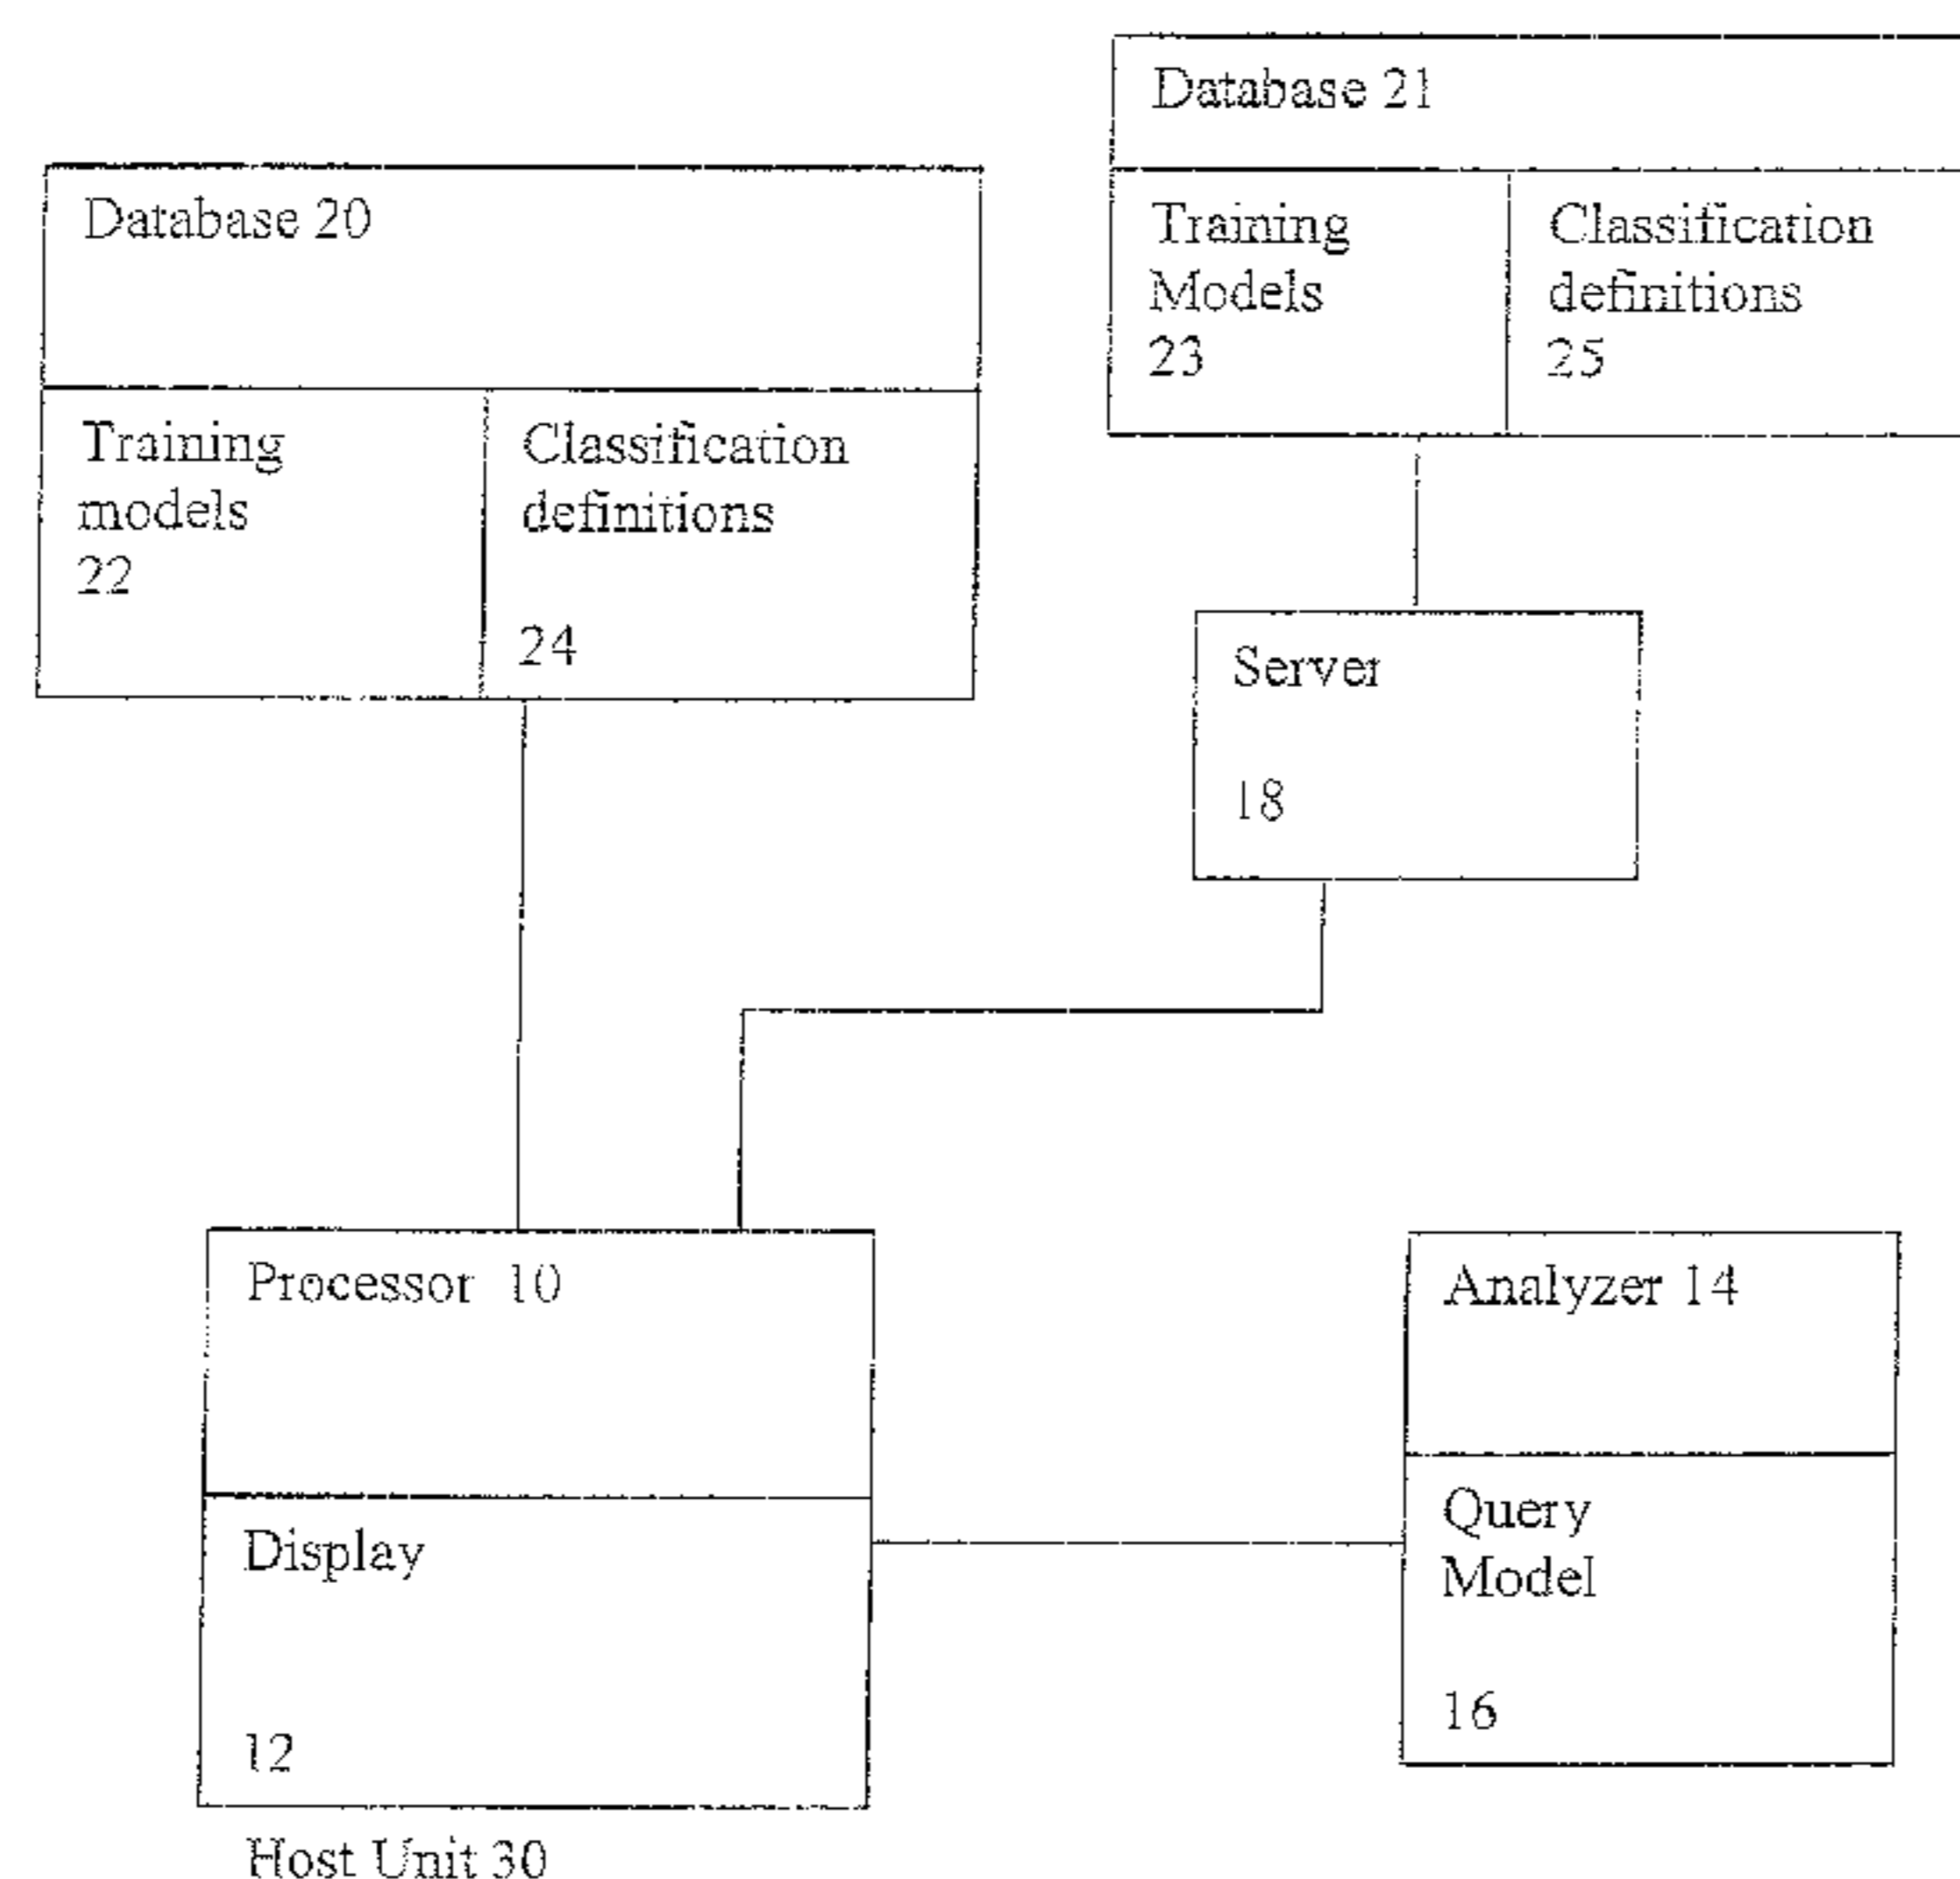 Database 21
Database 20
Training
Models
23
Classification
definitions
25
Training
models
22
Classification
definitions
24
Server
18
Processor 10
Analyzer 14
Display
12
Query
Model
16
Host Unit 30